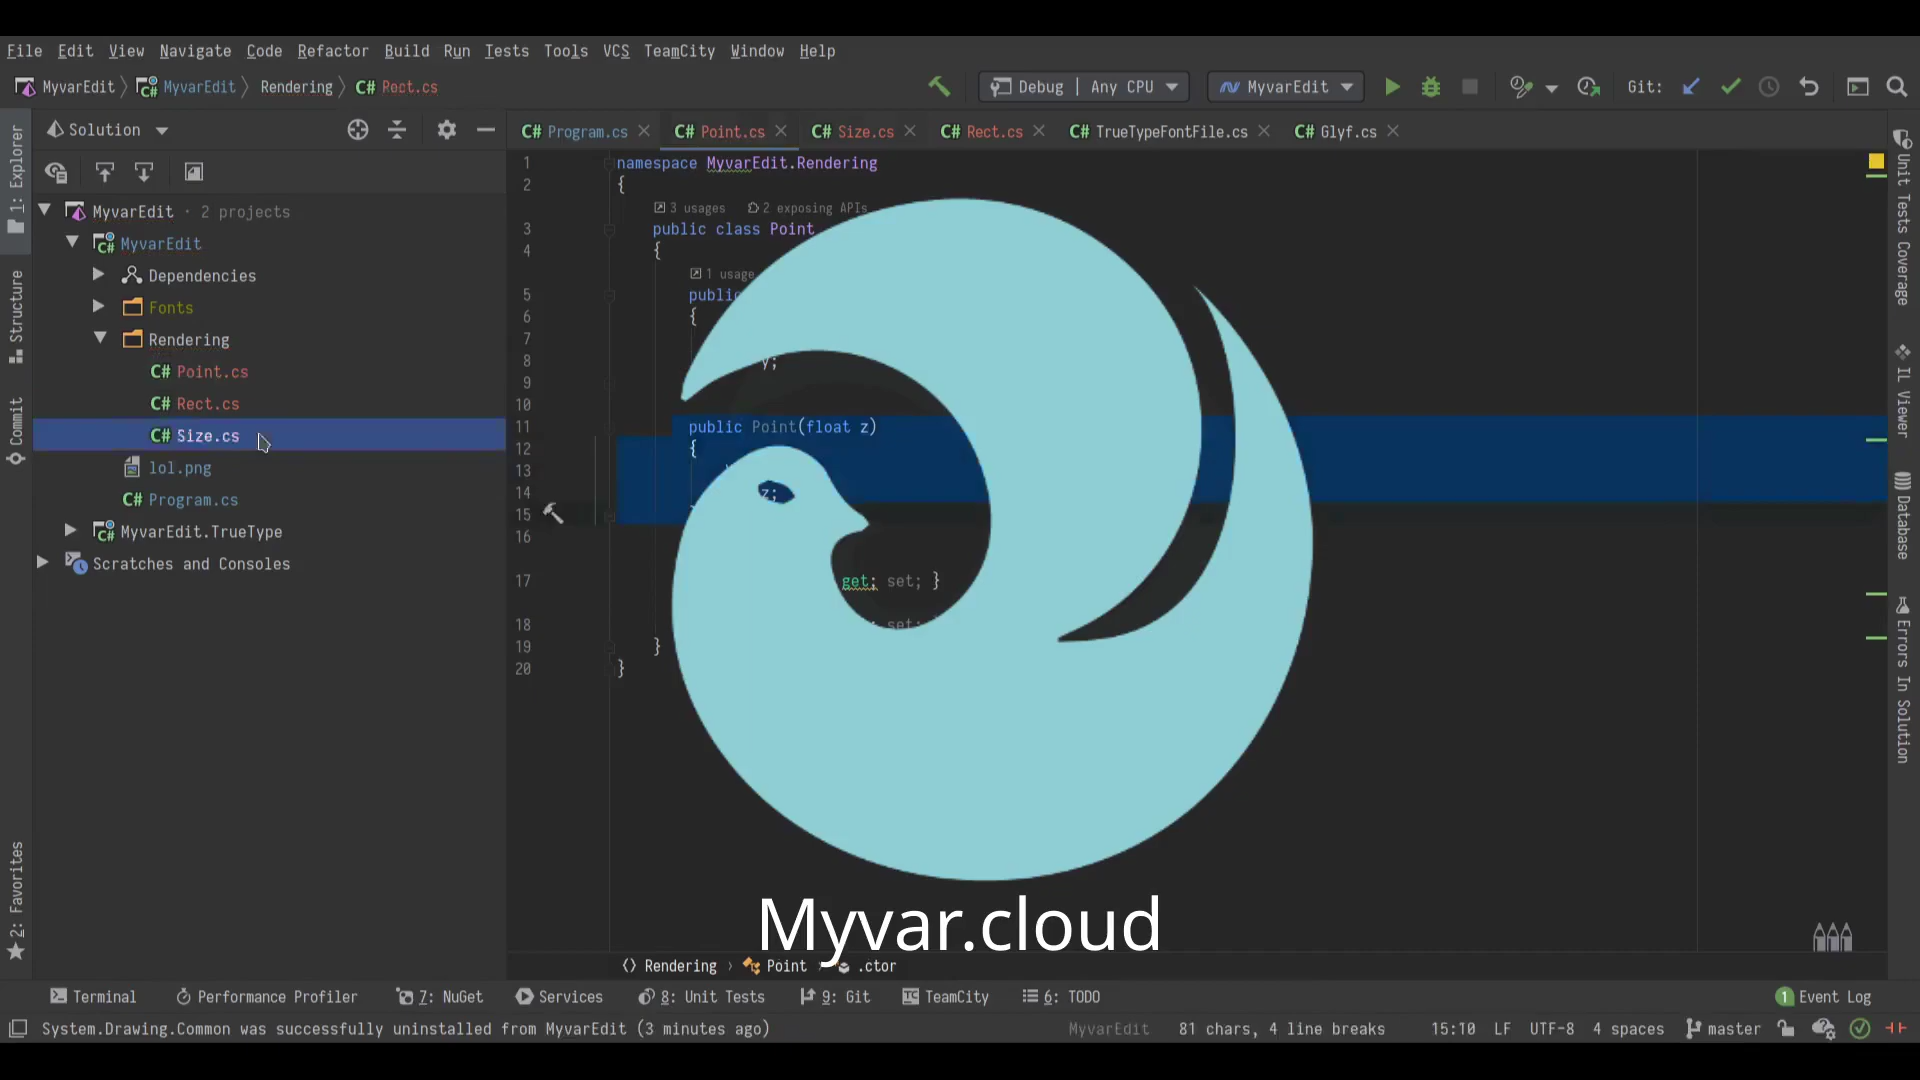 File Edit View Navigate Code Refactor Build Run Tests Tools VCS TeamCity Window Help
MyvarEdit MyvarEdit Rendering C# Rect.cs Debug | Any CPU MyvarEdit Git:
Solution
C# Program.cs C# Point.cs C# Size.cs C# Rect.cs C# TrueTypeFontFile.cs C# Glyf.cs
1: Explorer
Structure
Commit
2: Favorites
MyvarEdit · 2 projects
C# MyvarEdit
Dependencies
Fonts
Rendering
C# Point.cs
C# Rect.cs
C# Size.cs
lol.png
C# Program.cs
C# MyvarEdit.TrueType
Scratches and Consoles
1 namespace MyvarEdit.Rendering
2 {
3 usages 2 exposing APIs
3 public class Point
4 {
1 usage
5 public
6 {
7
8 y;
9
10
11 public Point(float z)
12 {
13
14 z;
15
16
17 get; set; }
18 set;
19 }
20 }
Unit Tests Coverage
IL Viewer
Database
Errors In Solution
Myvar.cloud
Rendering Point .ctor
Terminal Performance Profiler 7: NuGet Services 8: Unit Tests 9: Git TC TeamCity 6: TODO 1 Event Log
System.Drawing.Common was successfully uninstalled from MyvarEdit (3 minutes ago) MyvarEdit 81 chars, 4 line breaks 15:10 LF UTF-8 4 spaces master